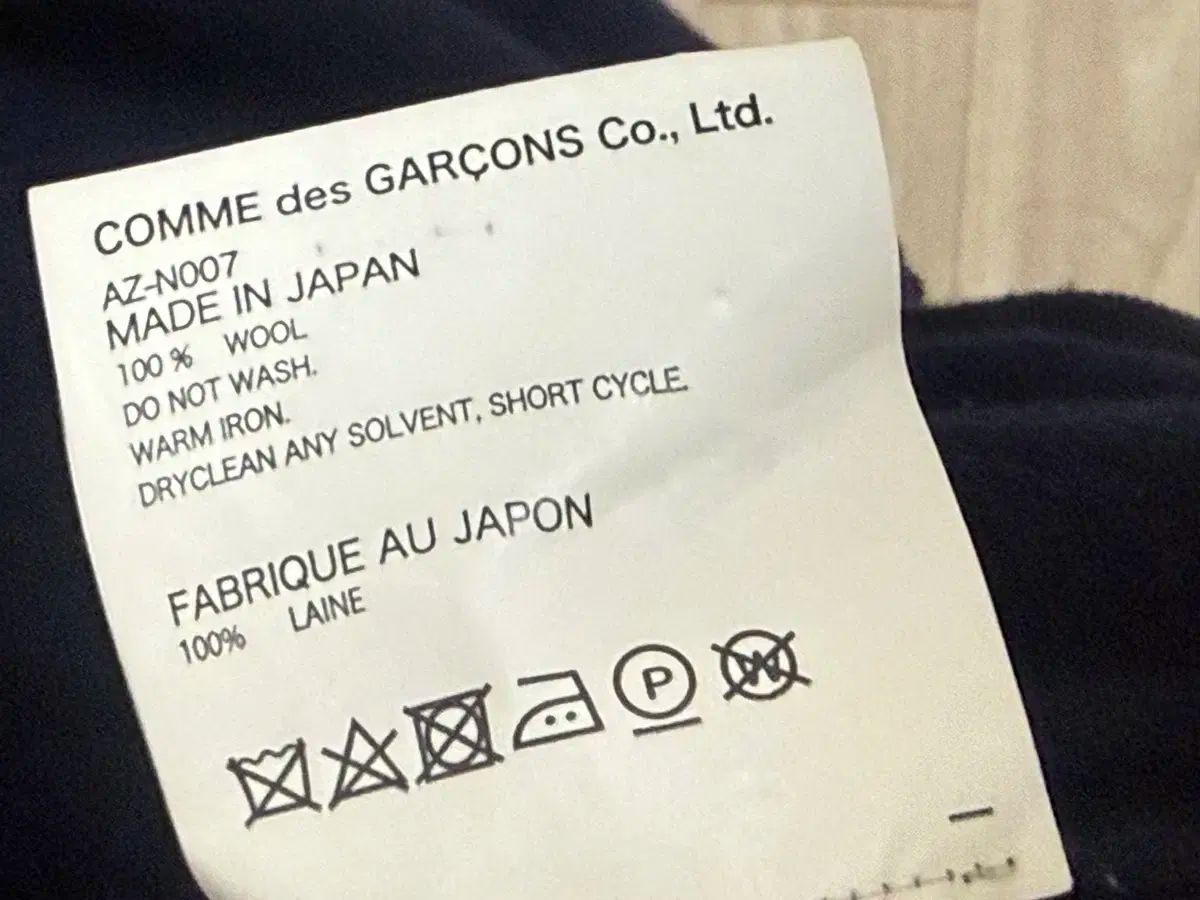 COMME des GARÇONS Co., Ltd.
AZ-N007
MADE IN JAPAN
100 % WOOL
DO NOT WASH.
WARM IRON.
DRYCLEAN ANY SOLVENT, SHORT CYCLE.
FABRIQUE AU JAPON
100% LAINE
P
W